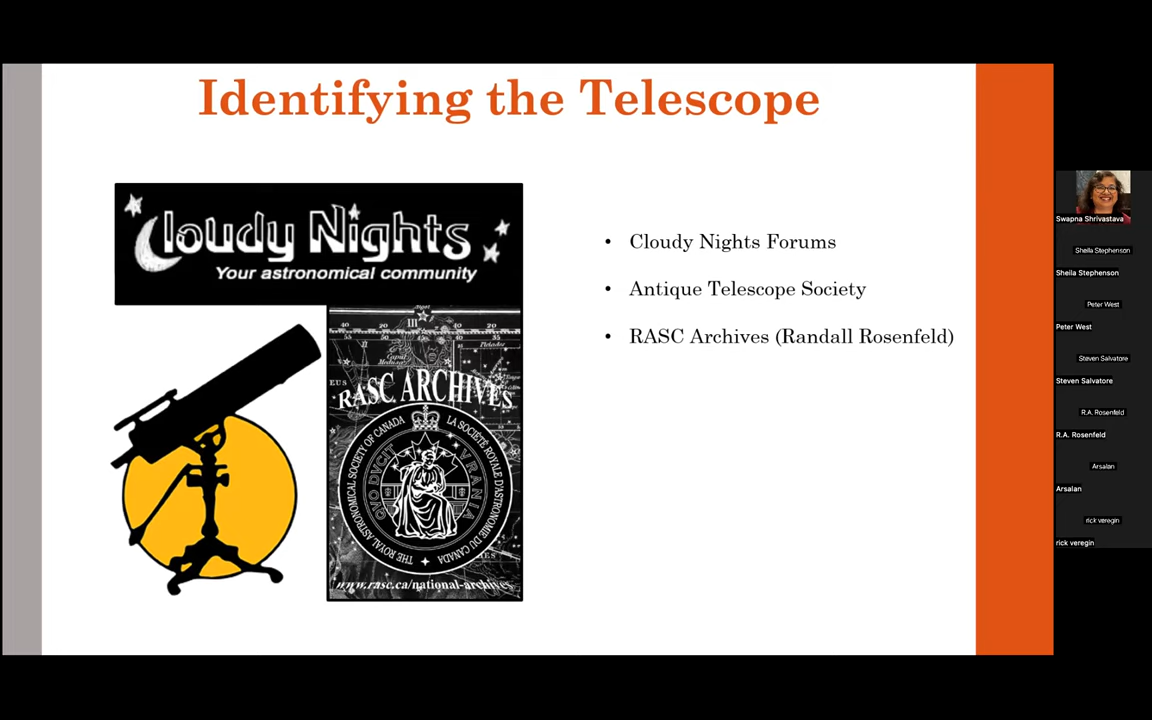 Identifying the Telescope
Cloudy Nights
Your astronomical community
• Cloudy Nights Forums
• Antique Telescope Society
• RASC Archives (Randall Rosenfeld)
III
RASC ARCHIVES
THE ROYAL ASTRONOMICAL SOCIETY OF CANADA
LA SOCIÉTÉ ROYALE D'ASTRONOMIE DU CANADA
QUO DUCIT URANIA
www.rasc.ca/national-archives
Swapna Shrivastava
Sheila Stephenson
Sheila Stephenson
Peter West
Peter West
Steven Salvatore
Steven Salvatore
R.A. Rosenfeld
R.A. Rosenfeld
Arsalan
Arsalan
rick veregin
rick veregin